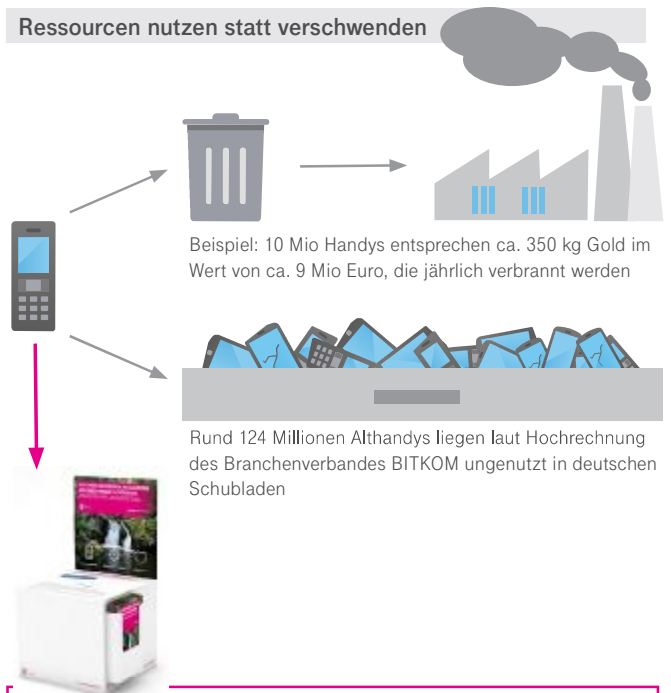 Ressourcen nutzen statt verschwenden
Beispiel: 10 Mio Handys entsprechen ca. 350 kg Gold im
Wert von ca. 9 Mio Euro, die jährlich verbrannt werden
Rund 124 Millionen Althandys liegen laut Hochrechnung
des Branchenverbandes BITKOM ungenutzt in deutschen
Schubladen